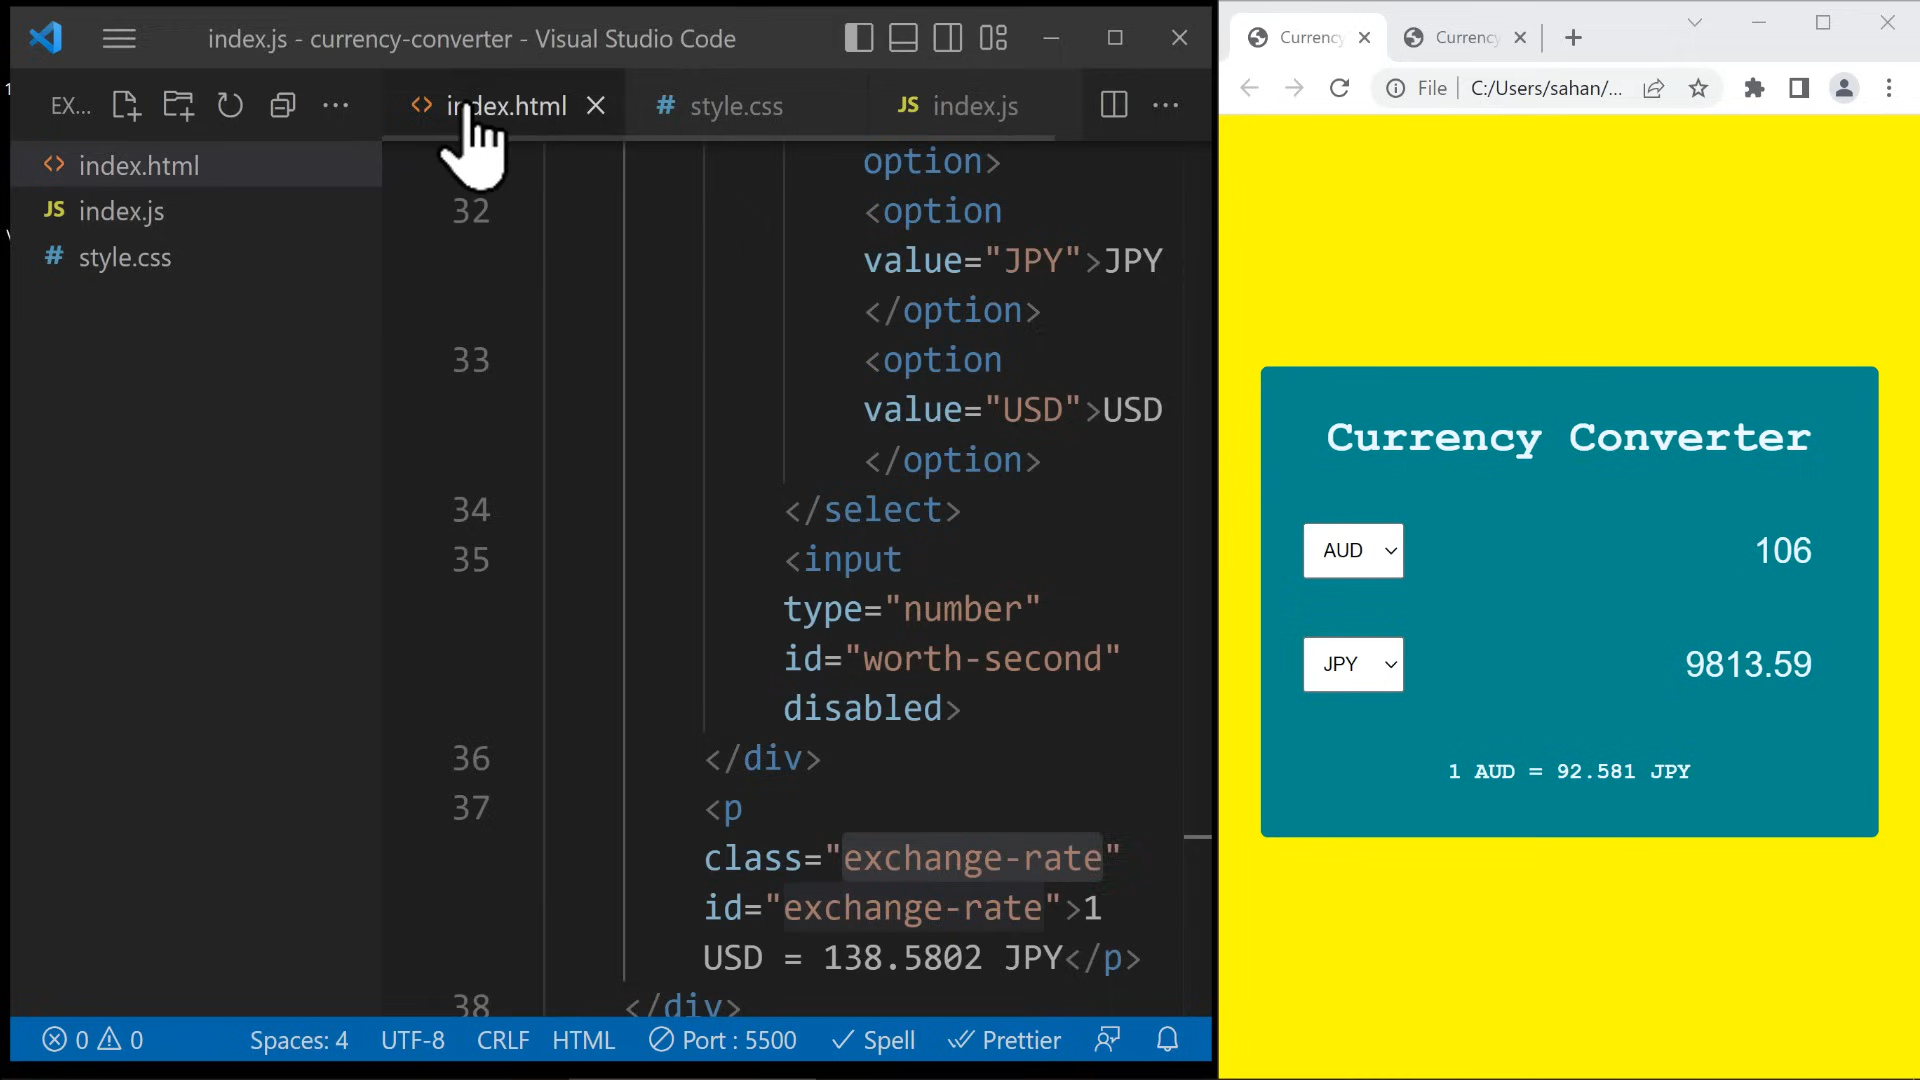 index.js - currency-converter - Visual Studio Code
EX...
index.html
style.css
JS index.js
index.html
JS index.js
# style.css
option>
32 <option
value="JPY">JPY
</option>
33 <option
value="USD">USD
</option>
34 </select>
35 <input
type="number"
id="worth-second"
disabled>
36 </div>
37 <p
class="exchange-rate"
id="exchange-rate">1
USD = 138.5802 JPY</p>
38 </div>
0 0 Spaces: 4 UTF-8 CRLF HTML Port : 5500 Spell Prettier
Currency
Currency
File C:/Users/sahan/...
Currency Converter
AUD 106
JPY 9813.59
1 AUD = 92.581 JPY